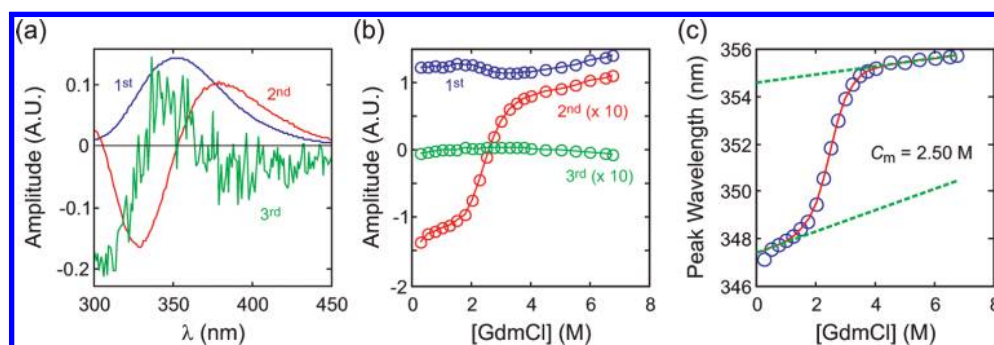 (a)
Amplitude (A.U.)
0.1
0
-0.1
-0.2
1st
2nd
3rd
300 350 400 450
λ (nm)
(b)
Amplitude (A.U.)
1
0
-1
-2
1st
2nd (x 10)
3rd (x 10)
0 2 4 6 8
[GdmCl] (M)
(c)
Peak Wavelength (nm)
356
354
352
350
348
346
Cm = 2.50 M
0 2 4 6 8
[GdmCl] (M)